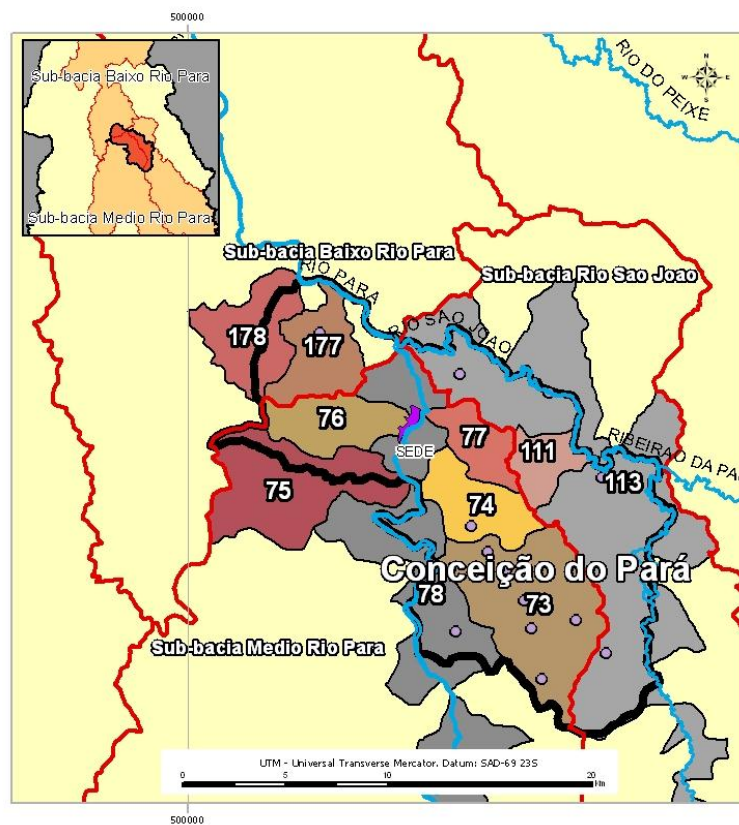 500000
Sub-bacia Baixo Rio Para
Sub-bacia Medio Rio Para
RIO DO PEIXE
N
W E
S
Sub-bacia Baixo Rio Para
Sub-bacia Rio Sao Joao
RIO PARA
RIO SAO JOAO
178
177
76
77
111
RIBEIRAO DA
SEDE
113
75
74
Conceição do Pará
78
73
Sub-bacia Medio Rio Para
UTM - Universal Transverse Mercator. Datum: SAD-69 23S
0 5 10 20
Km
500000